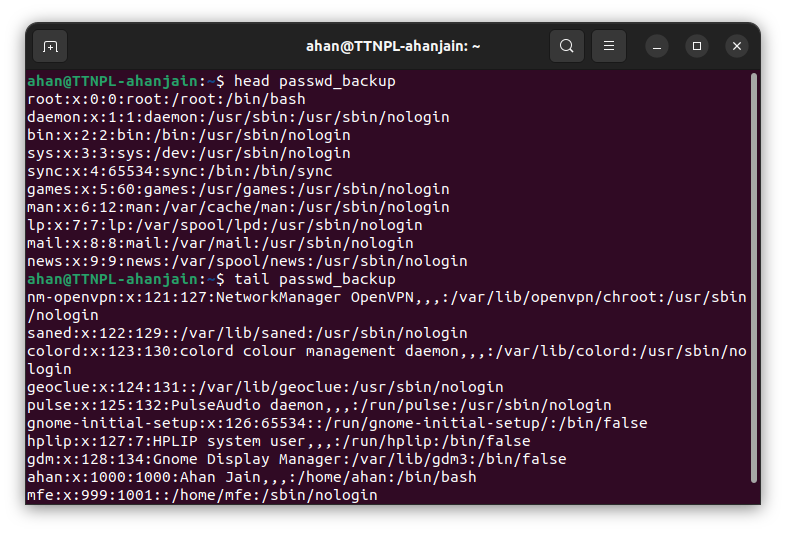 ahan@TTNPL-ahanjain: ~
ahan@TTNPL-ahanjain:~$ head passwd_backup
root:x:0:0:root:/root:/bin/bash
daemon:x:1:1:daemon:/usr/sbin:/usr/sbin/nologin
bin:x:2:2:bin:/bin:/usr/sbin/nologin
sys:x:3:3:sys:/dev:/usr/sbin/nologin
sync:x:4:65534:sync:/bin:/bin/sync
games:x:5:60:games:/usr/games:/usr/sbin/nologin
man:x:6:12:man:/var/cache/man:/usr/sbin/nologin
lp:x:7:7:lp:/var/spool/lpd:/usr/sbin/nologin
mail:x:8:8:mail:/var/mail:/usr/sbin/nologin
news:x:9:9:news:/var/spool/news:/usr/sbin/nologin
ahan@TTNPL-ahanjain:~$ tail passwd_backup
nm-openvpn:x:121:127:NetworkManager OpenVPN,,,:/var/lib/openvpn/chroot:/usr/sbin
/nologin
saned:x:122:129::/var/lib/saned:/usr/sbin/nologin
colord:x:123:130:colord colour management daemon,,,:/var/lib/colord:/usr/sbin/no
login
geoclue:x:124:131::/var/lib/geoclue:/usr/sbin/nologin
pulse:x:125:132:PulseAudio daemon,,,:/run/pulse:/usr/sbin/nologin
gnome-initial-setup:x:126:65534::/run/gnome-initial-setup/:/bin/false
hplip:x:127:7:HPLIP system user,,,:/run/hplip:/bin/false
gdm:x:128:134:Gnome Display Manager:/var/lib/gdm3:/bin/false
ahan:x:1000:1000:Ahan Jain,,,:/home/ahan:/bin/bash
mfe:x:999:1001::/home/mfe:/sbin/nologin